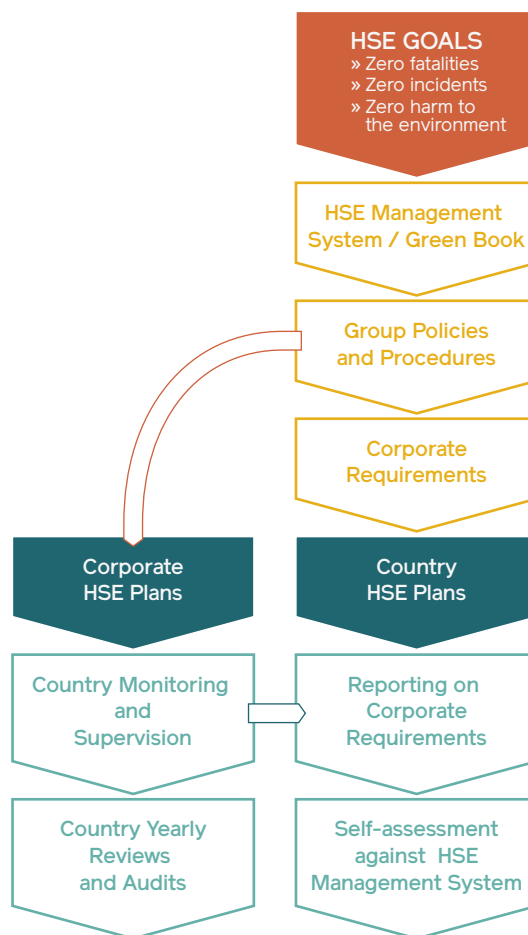 HSE GOALS
» Zero fatalities
» Zero incidents
» Zero harm to
the environment
HSE Management
System / Green Book
Group Policies
and Procedures
Corporate
Requirements
Corporate
HSE Plans
Country
HSE Plans
Country Monitoring
and
Supervision
Reporting on
Corporate
Requirements
Country Yearly
Reviews
and Audits
Self-assessment
against HSE
Management System